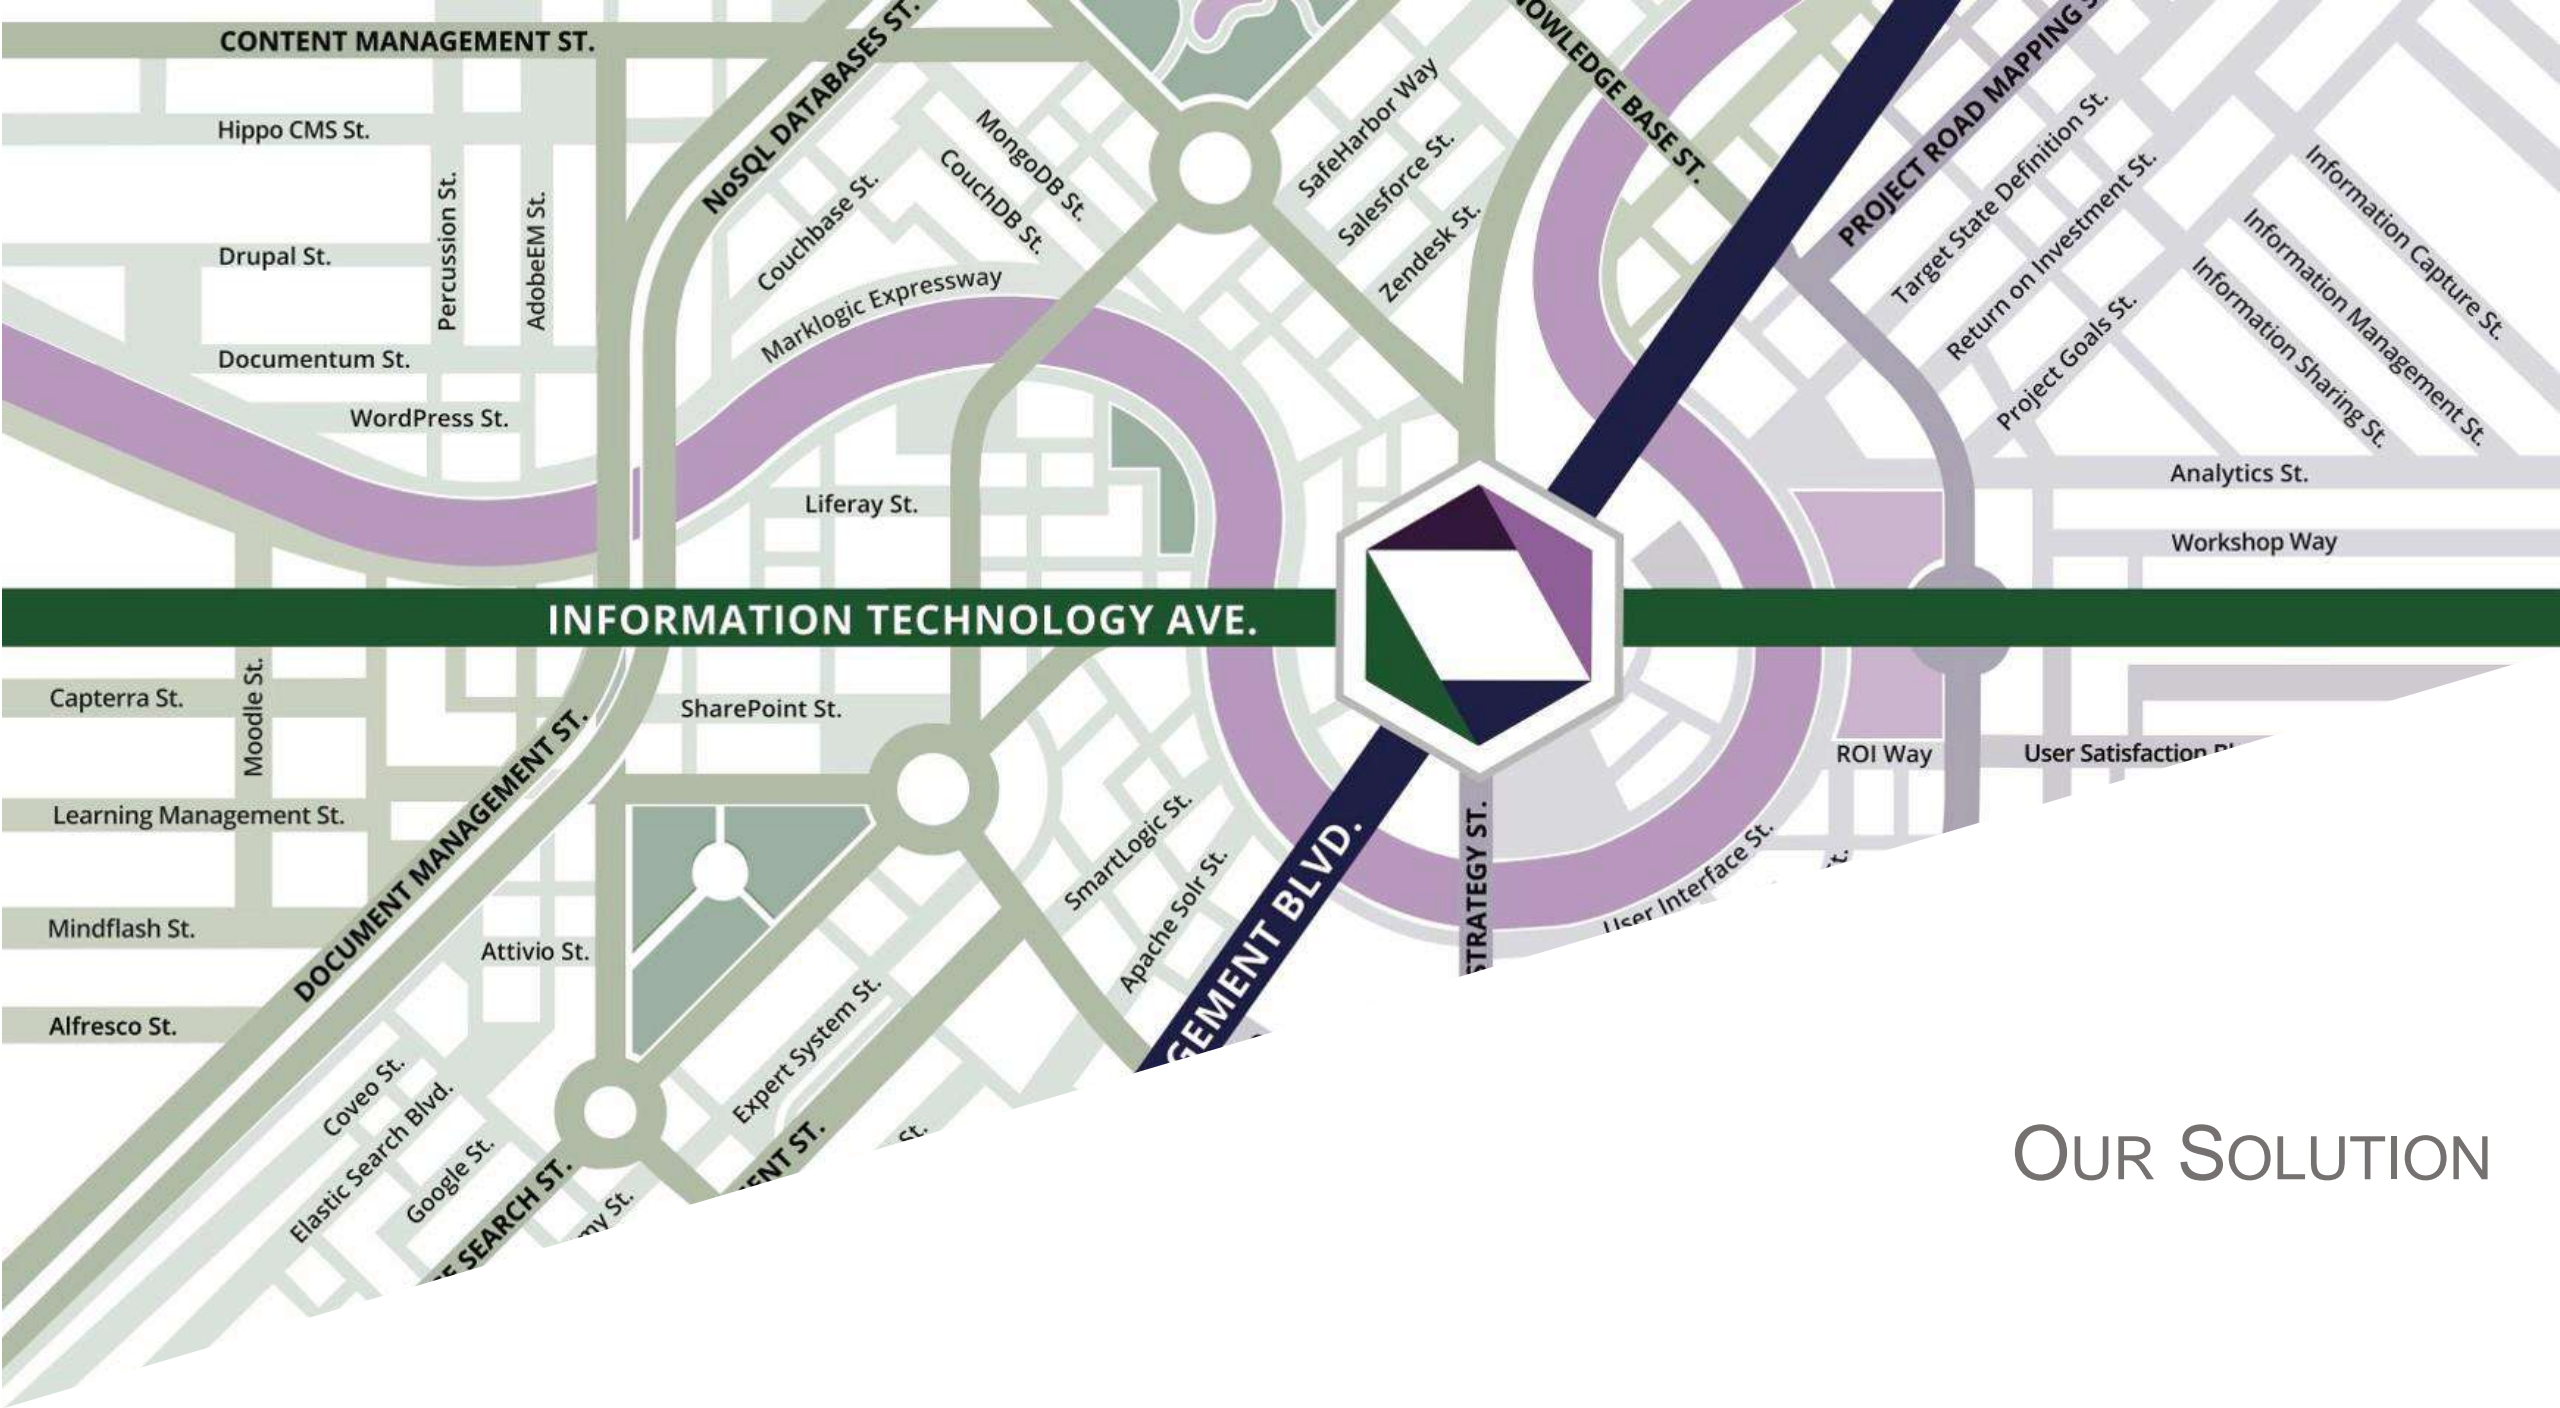 CONTENT MANAGEMENT ST.
Hippo CMS St.
Drupal St.
Percussion St.
AdobeEM St.
Documentum St.
WordPress St.
NoSQL DATABASES ST.
Couchbase St.
MongoDB St.
CouchDB St.
Marklogic Expressway
SafeHarbor Way
Salesforce St.
Zendesk St.
BASE ST.
PROJECT ROAD MAPPING
Target State Definition St.
Return on Investment St.
Project Goals St.
Information Capture St.
Information Management St.
Information Sharing St.
Analytics St.
Workshop Way
Liferay St.
INFORMATION TECHNOLOGY AVE.
Capterra St.
Moodle St.
SharePoint St.
Learning Management St.
DOCUMENT MANAGEMENT ST.
Mindflash St.
Attivio St.
Alfresco St.
SmartLogic St.
Apache Solr St.
BLVD.
STRATEGY ST.
User Interface St.
ROI Way
User Satisfaction
Coveo St.
Elastic Search Blvd.
Google St.
SEARCH ST.
Expert System St.
ST.
St.
St.
OUR SOLUTION